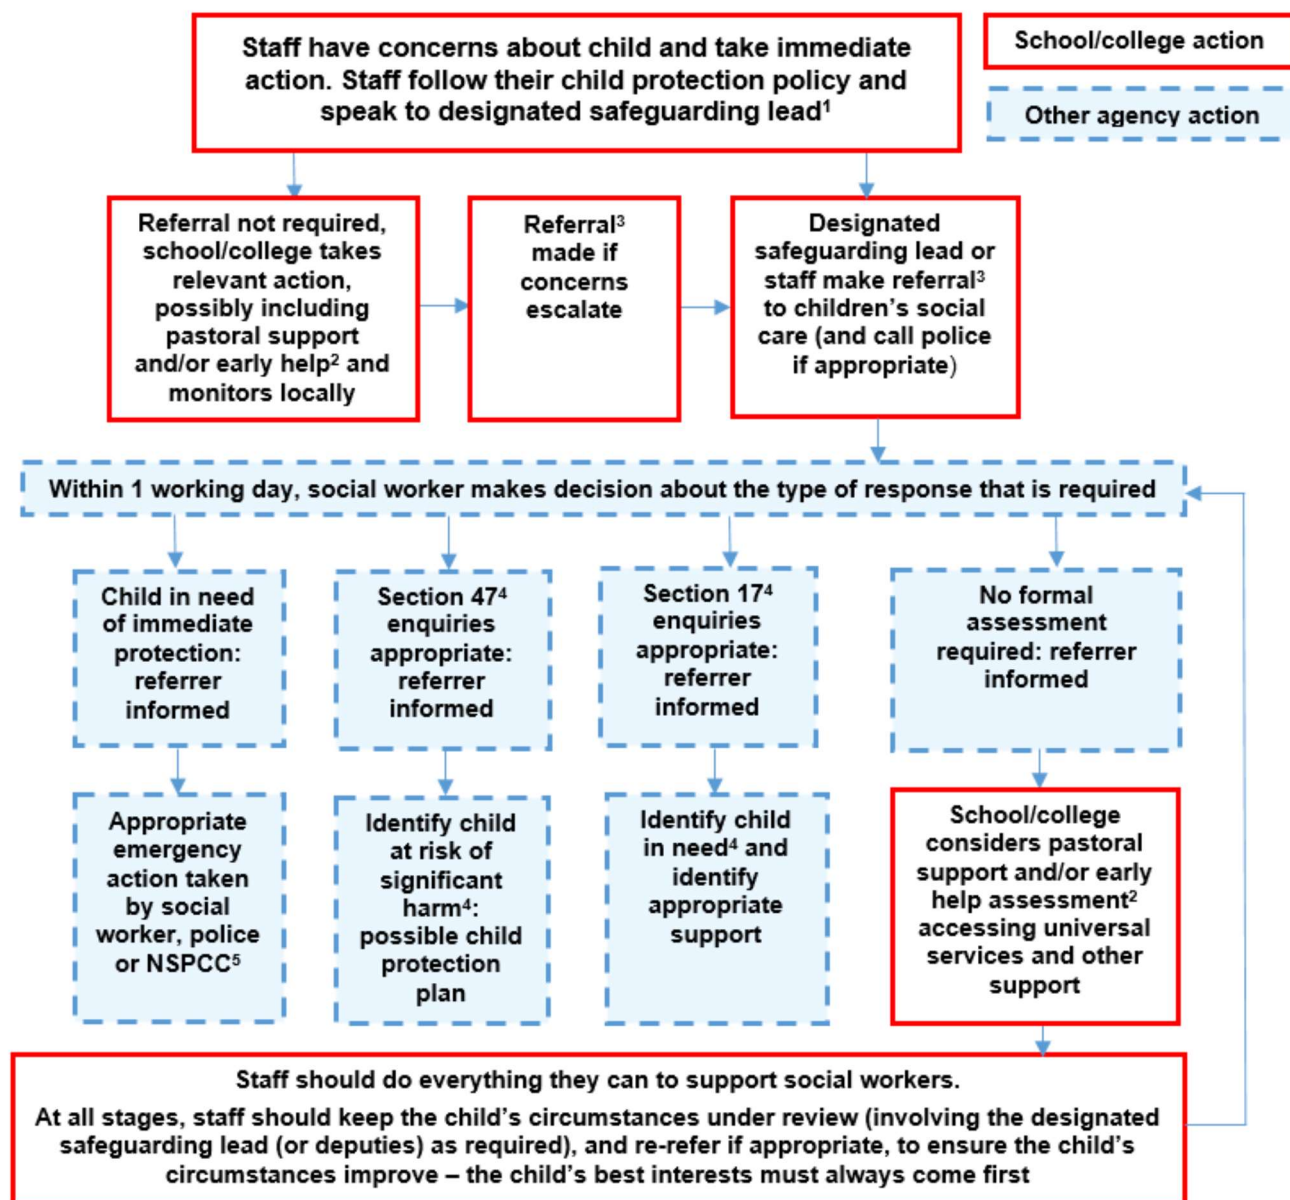 Staff have concerns about child and take immediate
action. Staff follow their child protection policy and
speak to designated safeguarding lead¹
School/college action
Other agency action
Referral not required,
school/college takes
relevant action,
possibly including
pastoral support
and/or early help² and
monitors locally
Referral³
made if
concerns
escalate
Designated
safeguarding lead or
staff make referral³
to children’s social
care (and call police
if appropriate)
Within 1 working day, social worker makes decision about the type of response that is required
Child in need
of immediate
protection:
referrer
informed
Section 47⁴
enquiries
appropriate:
referrer
informed
Section 17⁴
enquiries
appropriate:
referrer
informed
No formal
assessment
required: referrer
informed
Appropriate
emergency
action taken
by social
worker, police
or NSPCC⁵
Identify child
at risk of
significant
harm⁴:
possible child
protection
plan
Identify child
in need⁴ and
identify
appropriate
support
School/college
considers pastoral
support and/or early
help assessment²
accessing universal
services and other
support
Staff should do everything they can to support social workers.
At all stages, staff should keep the child’s circumstances under review (involving the designated
safeguarding lead (or deputies) as required), and re-refer if appropriate, to ensure the child’s
circumstances improve – the child’s best interests must always come first